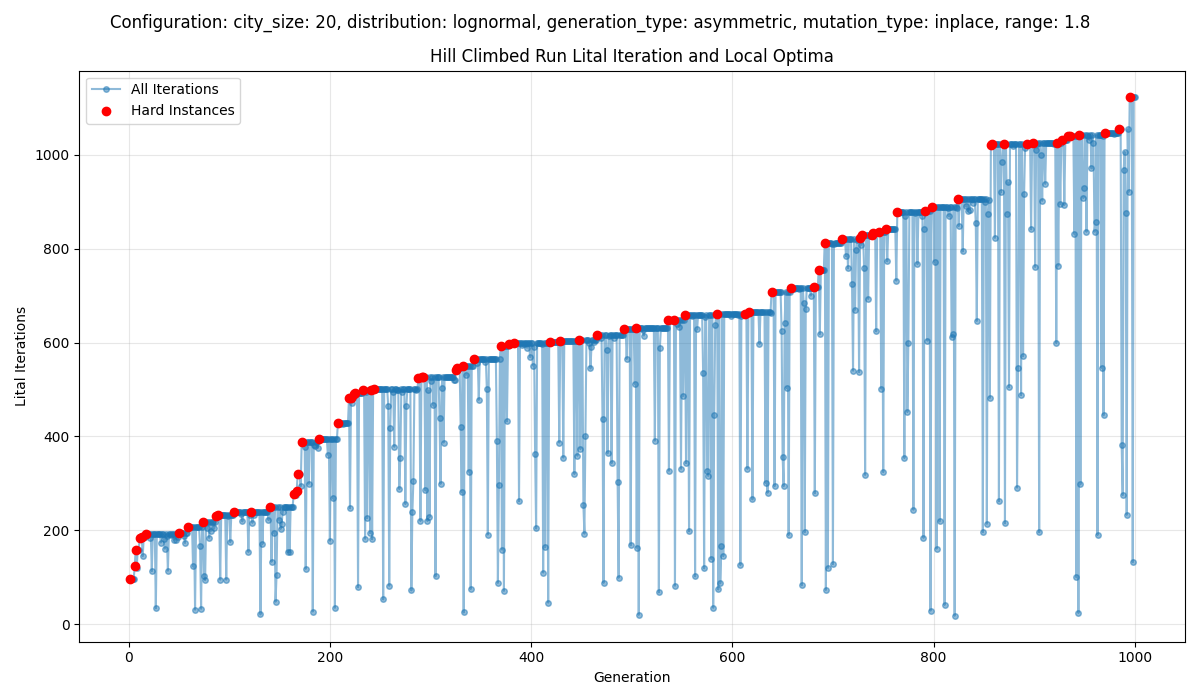 Configuration: city_size: 20, distribution: lognormal, generation_type: asymmetric, mutation_type: inplace, range: 1.8
Hill Climbed Run Lital Iteration and Local Optima
All Iterations
Hard Instances
1000
800
600
400
200
0
Lital Iterations
0 200 400 600 800 1000
Generation